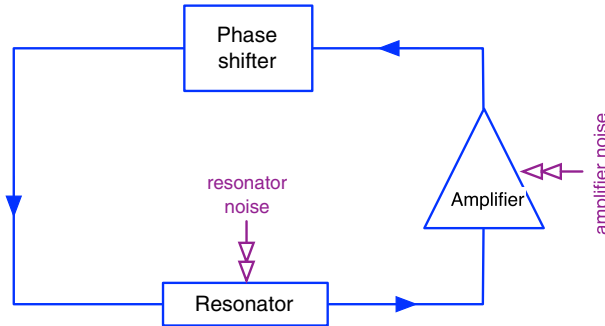 Phase
shifter
resonator
noise
Amplifier
amplifier noise
Resonator